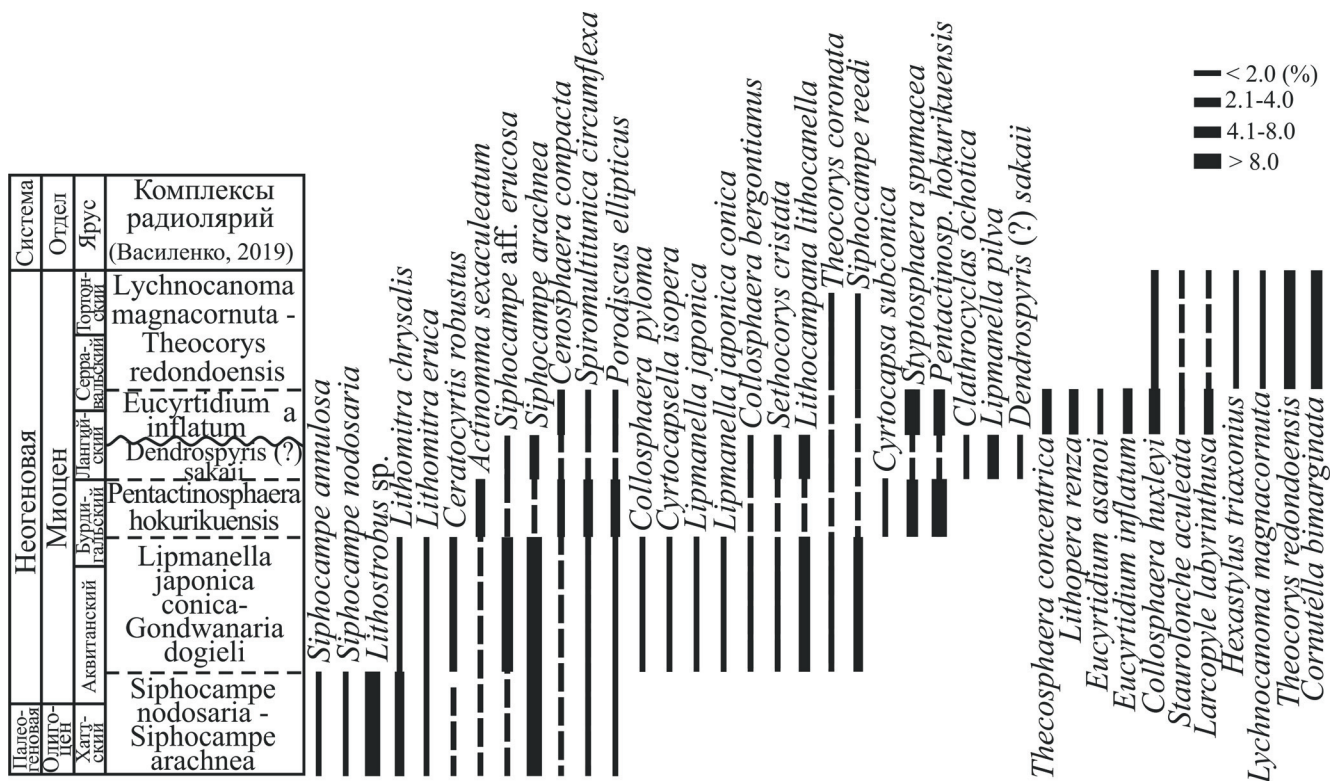 < 2.0 (%)
2.1-4.0
4.1-8.0
> 8.0
Система
Отдел
Ярус
Комплексы
радиолярий
(Василенко, 2019)
Неогеновая
Палео-
геновая
Миоцен
Олиго-
цен
Тортон-
ский
Серра-
вальский
Лангий-
ский
Бурди-
гальский
Аквитанский
Хатт-
ский
Lychnocanoma
magnacornuta -
Theocorys
redondoensis
Eucyrtidium a
inflatum
Dendrospyris (?)
sakaii
Pentactinosphaera
hokurikuensis
Lipmanella
japonica
conica-
Gondwanaria
dogieli
Siphocampe
nodosaria -
Siphocampe
arachnea
Siphocampe annulosa
Siphocampe nodosaria
Lithostrobus sp.
Lithomitra chrysalis
Lithomitra eruca
Ceratocyrtis robustus
Actinomma sexaculeatum
Siphocampe aff. erucosa
Siphocampe arachnea
Cenosphaera compacta
Spiromultitunica circumflexa
Porodiscus ellipticus
Collosphaera pyloma
Cyrtocapsella isopera
Lipmanella japonica
Lipmanella japonica conica
Collosphaera bergontianus
Sethocorys cristata
Lithocampana lithocanella
Theocorys coronata
Siphocampe reedi
Cyrtocapsa subconica
Styptosphaera spumacea
Pentactinosp. hokurikuensis
Clathrocyclas ochotica
Lipmanella pilva
Dendrospyris (?) sakaii
Thecosphaera concentrica
Lithopera renza
Eucyrtidium asanoi
Eucyrtidium inflatum
Collosphaera huxleyi
Staurolonche aculeata
Larcopyle labyrinthusa
Hexastylus triaxonius
Lychnocanoma magnacornuta
Theocorys redondoensis
Cornutella bimarginata